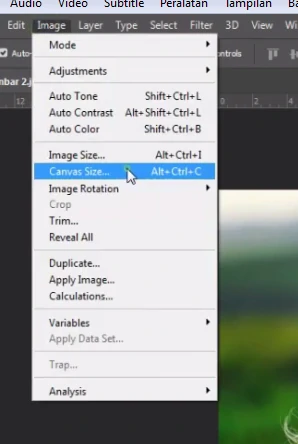 Audio Video Subtitle Peralatan Tampilan
Edit Image Layer Type Select Filter 3D View
Mode
Adjustments
Auto Tone Shift+Ctrl+L
Auto Contrast Alt+Shift+Ctrl+L
Auto Color Shift+Ctrl+B
Image Size... Alt+Ctrl+I
Canvas Size... Alt+Ctrl+C
Image Rotation
Crop
Trim...
Reveal All
Duplicate...
Apply Image...
Calculations...
Variables
Apply Data Set...
Trap...
Analysis
Auto-
ntrols
mbar 2.j
12
2
4